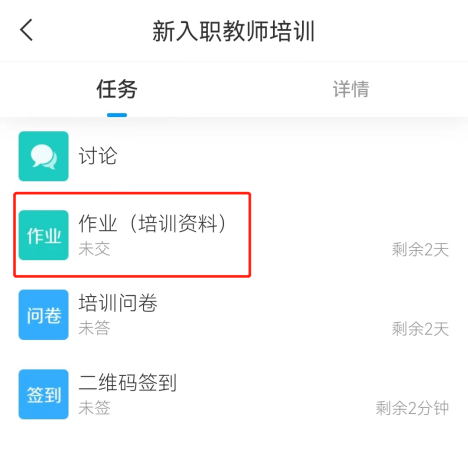 新入职教师培训
任务
详情
讨论
作业
作业（培训资料）
未交
剩余2天
问卷
培训问卷
未答
剩余2天
签到
二维码签到
未签
剩余2分钟